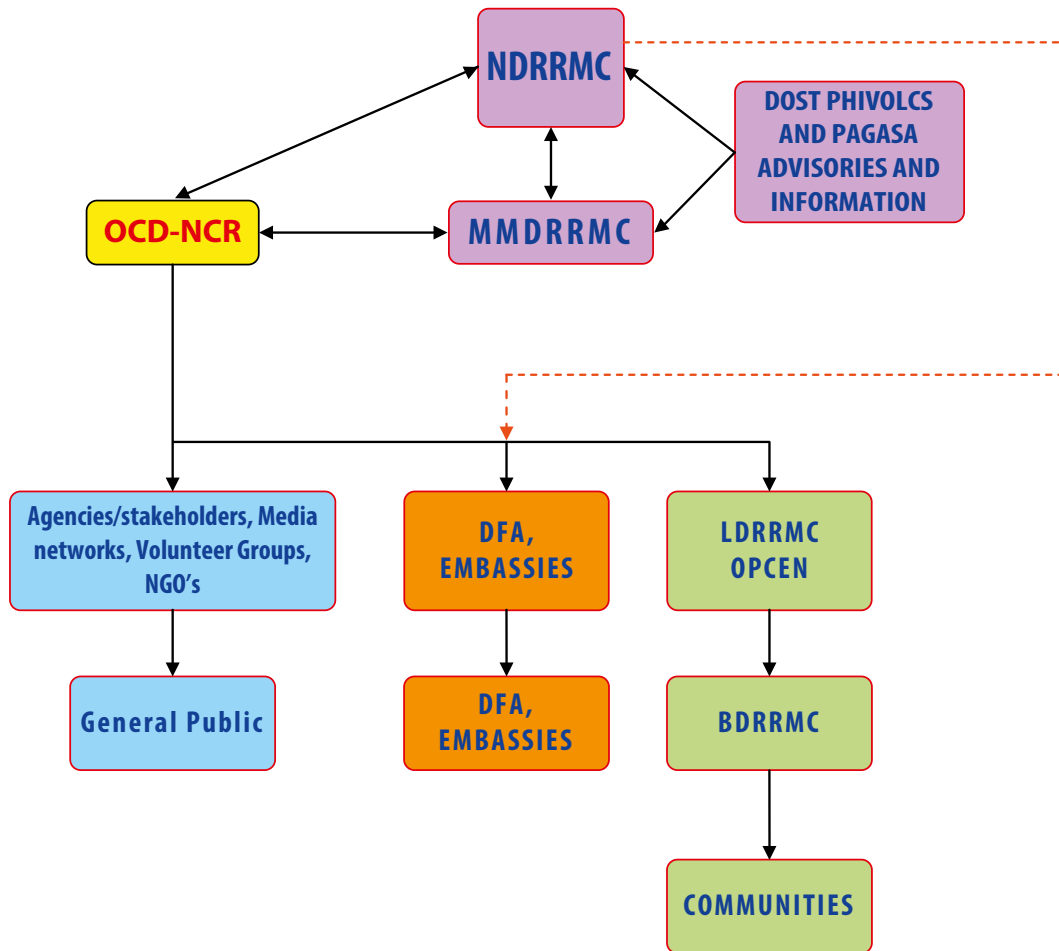 NDRRMC
DOST PHIVOLCS
AND PAGASA
ADVISORIES AND
INFORMATION
OCD-NCR
MMDRRMC
Agencies/stakeholders, Media
networks, Volunteer Groups,
NGO's
DFA,
EMBASSIES
LDRRMC
OPCEN
General Public
DFA,
EMBASSIES
BDRRMC
COMMUNITIES